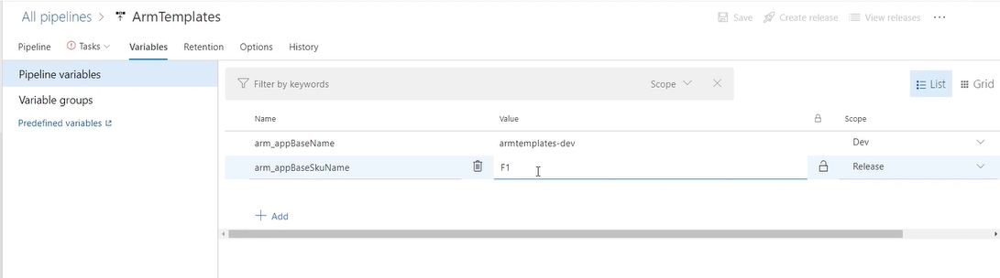 All pipelines > ArmTemplates
Save Create release View releases ...
Pipeline Tasks Variables Retention Options History
Pipeline variables
Variable groups
Predefined variables
Filter by keywords Scope List Grid
Name Value Scope
arm_appBaseName armtemplates-dev Dev
arm_appBaseSkuName F1 Release
+ Add